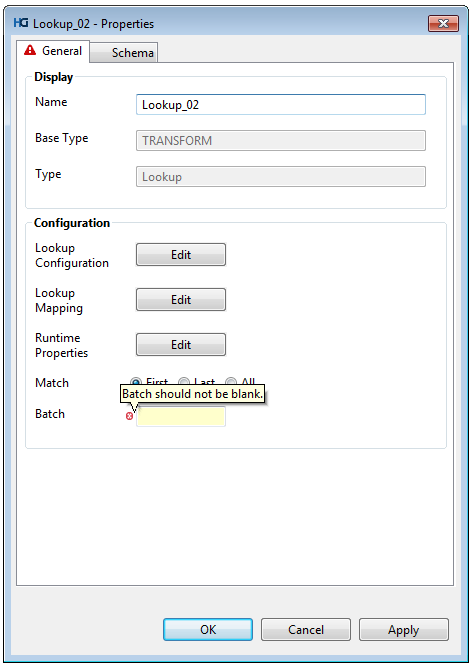 HG Lookup_02 - Properties
General Schema
Display
Name Lookup_02
Base Type TRANSFORM
Type Lookup
Configuration
Lookup
Configuration Edit
Lookup
Mapping Edit
Runtime
Properties Edit
Match First Last All
Batch should not be blank.
Batch
OK Cancel Apply